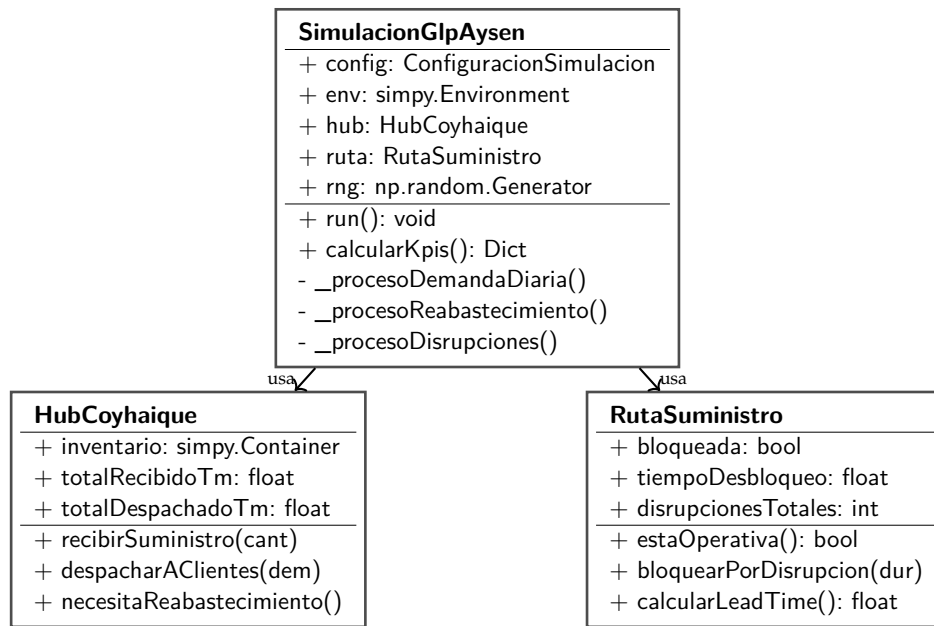 SimulacionGlpAysen
+ config: ConfiguracionSimulacion
+ env: simpy.Environment
+ hub: HubCoyhaique
+ ruta: RutaSuministro
+ rng: np.random.Generator
+ run(): void
+ calcularKpis(): Dict
- _procesoDemandaDiaria()
- _procesoReabastecimiento()
- _procesoDisrupciones()
usa
usa
HubCoyhaique
+ inventario: simpy.Container
+ totalRecibidoTm: float
+ totalDespachadoTm: float
+ recibirSuministro(cant)
+ despacharAClientes(dem)
+ necesitaReabastecimiento()
RutaSuministro
+ bloqueada: bool
+ tiempoDesbloqueo: float
+ disrupcionesTotales: int
+ estaOperativa(): bool
+ bloquearPorDisrupcion(dur)
+ calcularLeadTime(): float